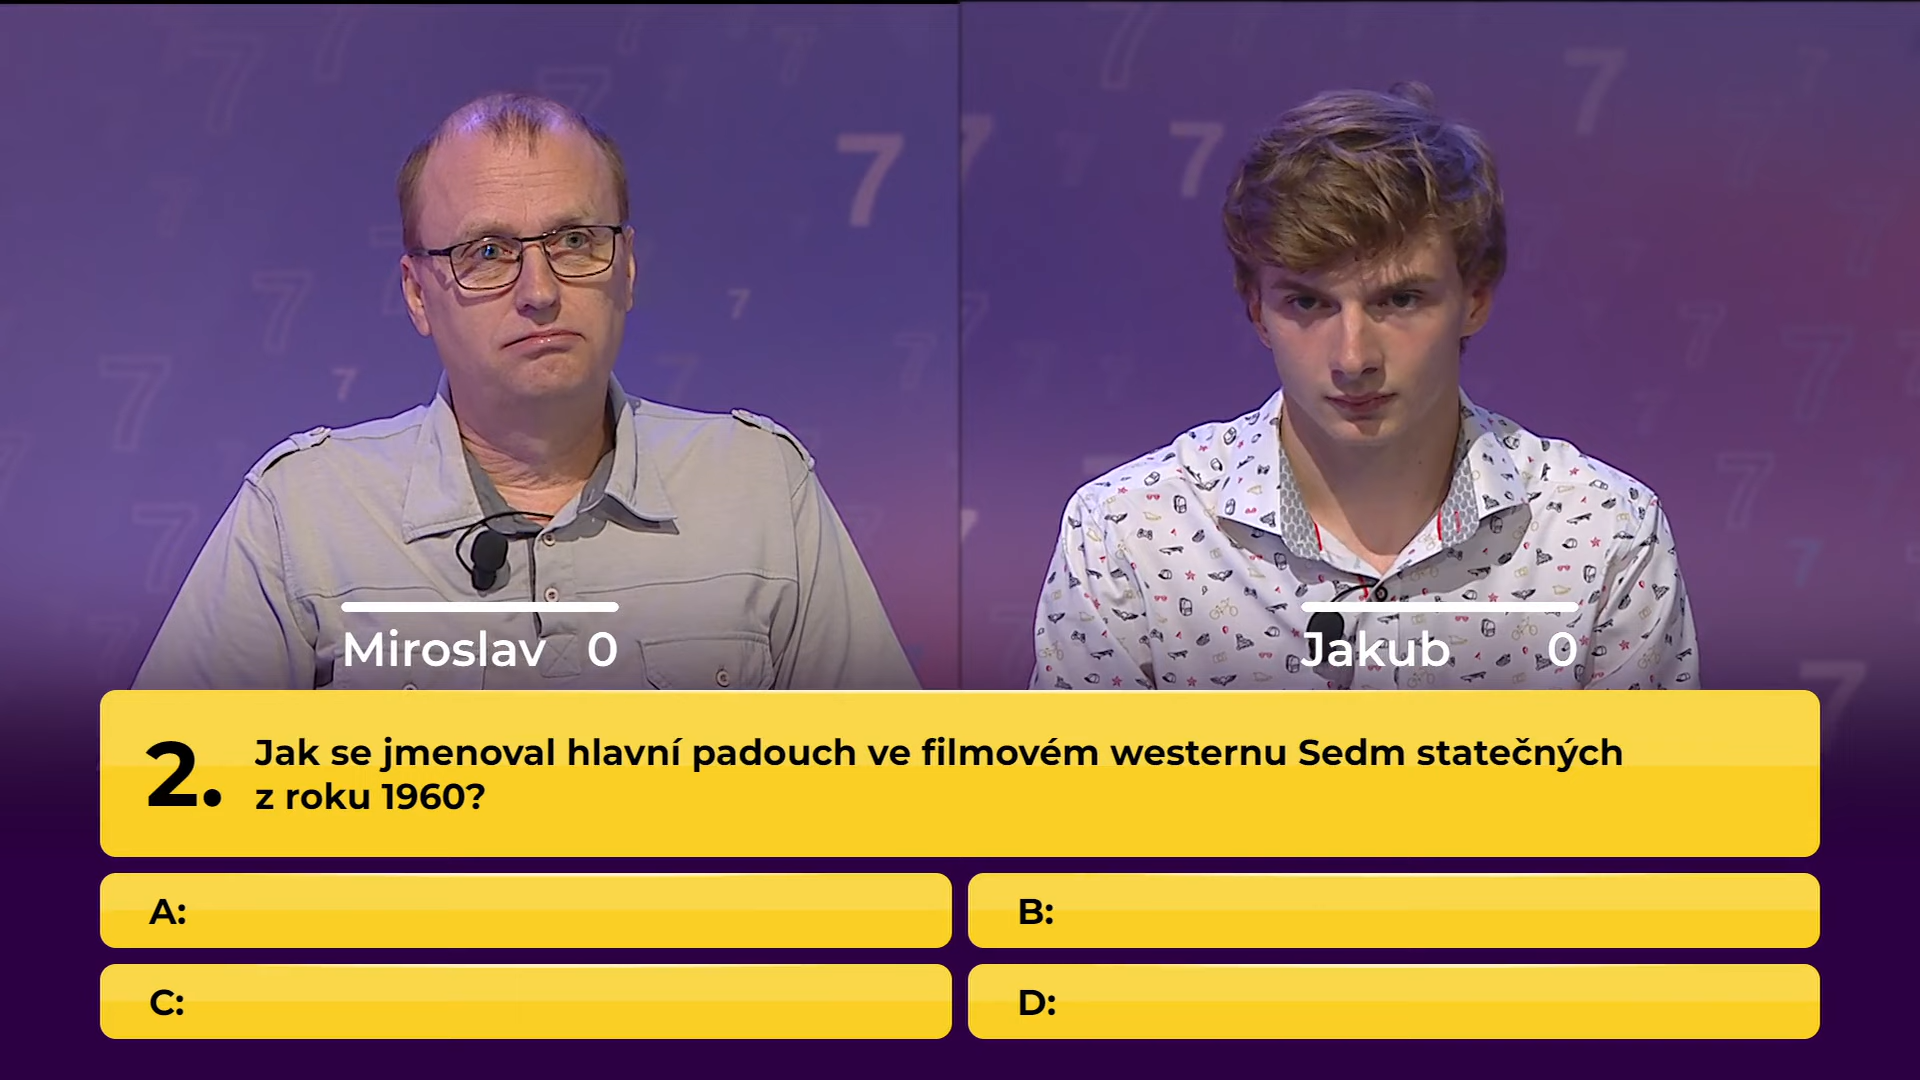 Miroslav 0
Jakub 0
2. Jak se jmenoval hlavní padouch ve filmovém westernu Sedm statečných
z roku 1960?
A:
B:
C:
D: